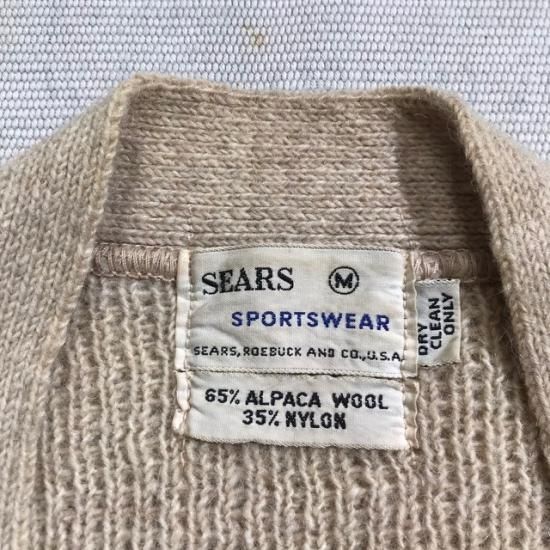 SEARS M
SPORTSWEAR
SEARS, ROEBUCK AND CO., U.S.A.
65% ALPACA WOOL
35% NYLON
DRY
CLEAN
ONLY